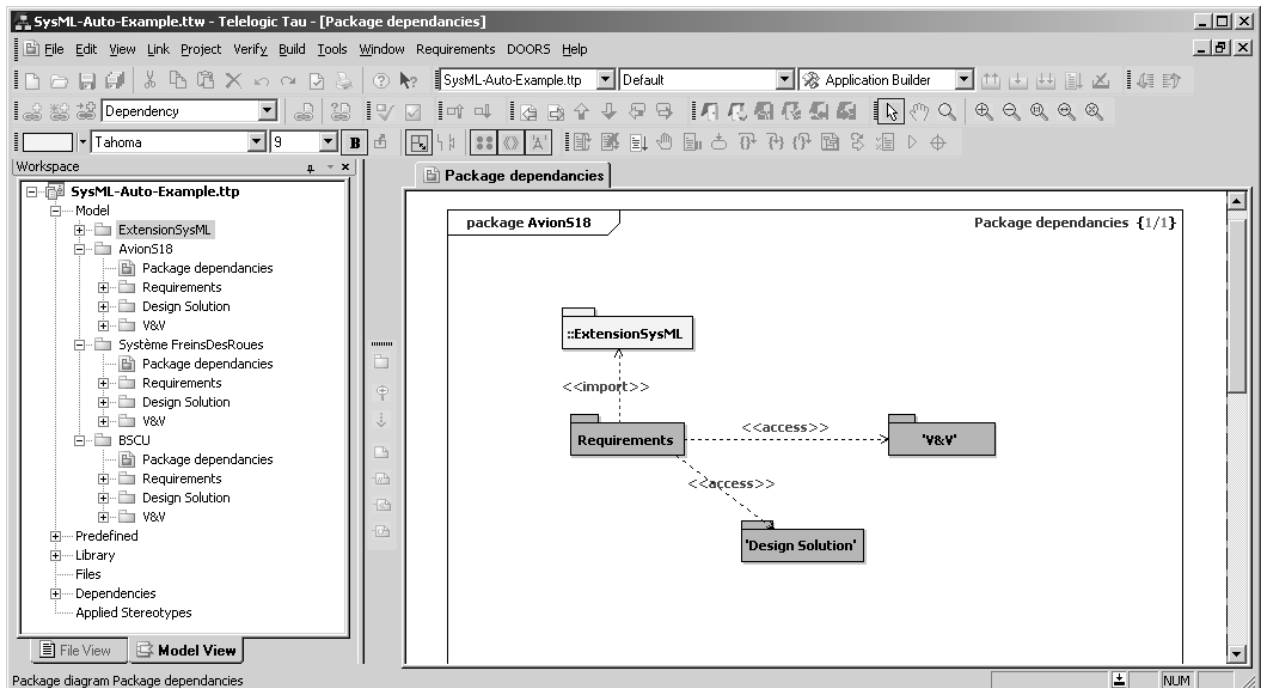 SysML-Auto-Example.ttw - Telelogic Tau - [Package dependancies]
File Edit View Link Project Verify Build Tools Window Requirements DOORS Help
SysML-Auto-Example.ttp Default Application Builder
Dependency
Tahoma 9 B
Workspace
SysML-Auto-Example.ttp
Model
ExtensionSysML
AvionS18
Package dependancies
Requirements
Design Solution
V&V
Système FreinsDesRoues
Package dependancies
Requirements
Design Solution
V&V
BSCU
Package dependancies
Requirements
Design Solution
V&V
Predefined
Library
Files
Dependencies
Applied Stereotypes
File View Model View
Package dependancies
package AvionS18 Package dependancies {1/1}
::ExtensionSysML
<<import>>
Requirements
<<access>>
'V&V'
<<access>>
'Design Solution'
Package diagram Package dependancies NUM